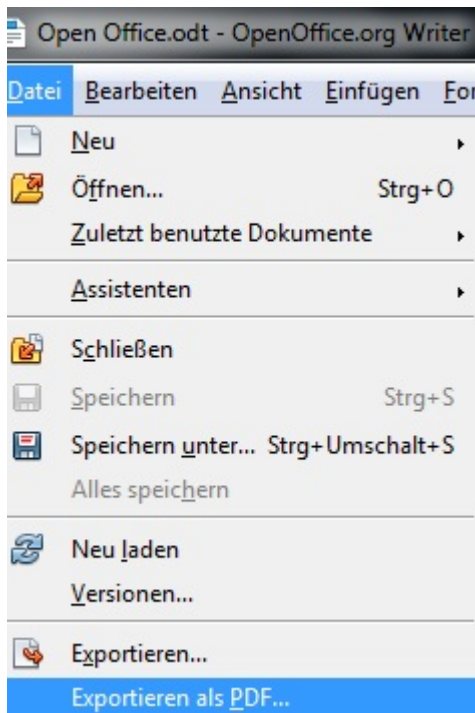 Open Office.odt - OpenOffice.org Writer
Datei Bearbeiten Ansicht Einfügen For
Neu
Öffnen... Strg+O
Zuletzt benutzte Dokumente
Assistenten
Schließen
Speichern Strg+S
Speichern unter... Strg+Umschalt+S
Alles speichern
Neu laden
Versionen...
Exportieren...
Exportieren als PDF...